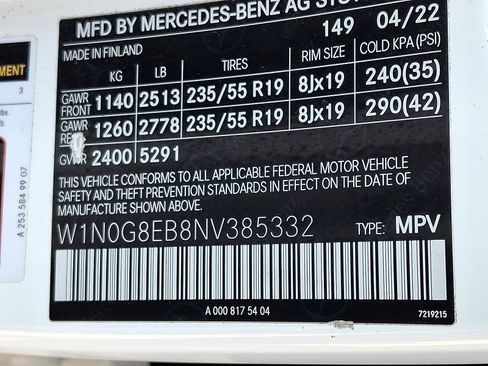 MFD BY MERCEDES-BENZ AG
149 04/22
MADE IN FINLAND
KG LB TIRES RIM SIZE COLD KPA(PSI)
GAWR FRONT 1140 2513 235/55 R19 8Jx19 240(35)
GAWR 1260 2778 235/55 R19 8Jx19 290(42)
GVWR 2400 5291
THIS VEHICLE CONFORMS TO ALL APPLICABLE FEDERAL MOTOR VEHICLE
SAFETY AND THEFT PREVENTION STANDARDS IN EFFECT ON THE DATE OF
MANUFACTURE SHOWN ABOVE.
W1N0G8EB8NV385332 TYPE: MPV
A 000 817 54 04 7219215
3
A 253 584 99 07